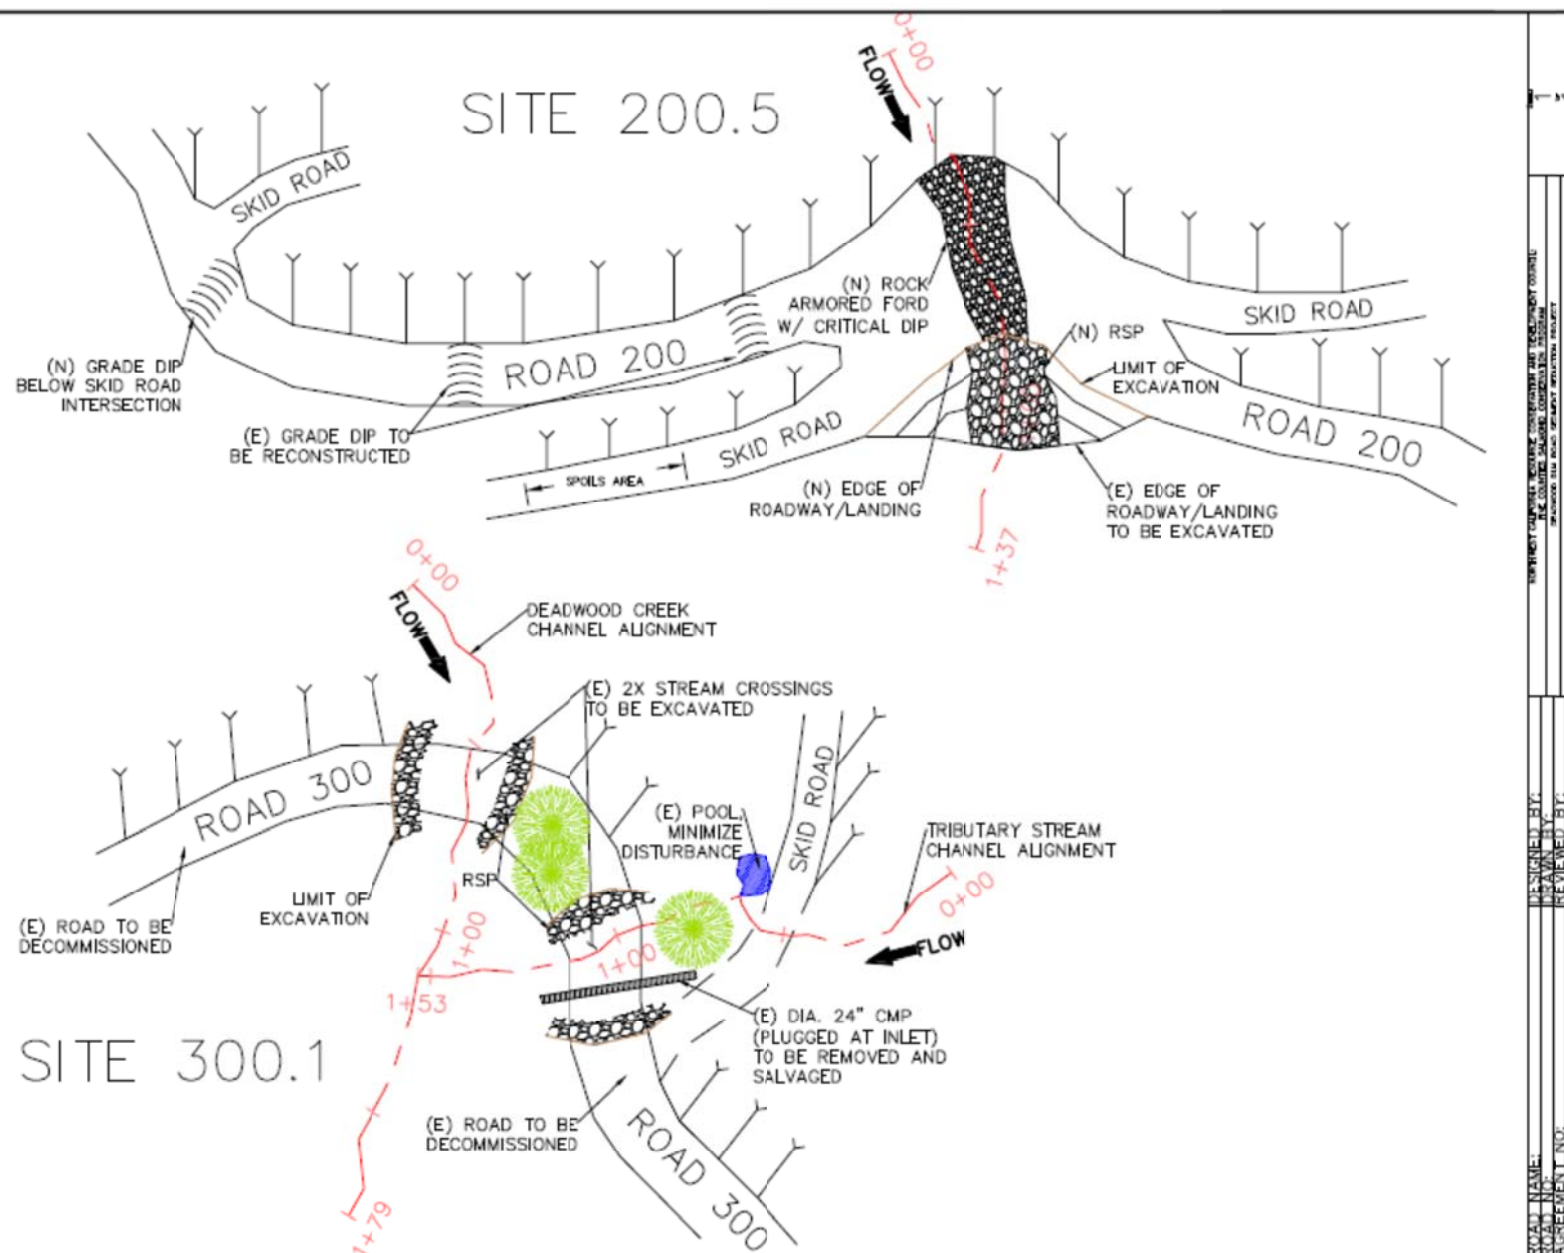 SITE 200.5
0+00
FLOW
SKID ROAD
(N) ROCK
ARMORED FORD
W/ CRITICAL DIP
SKID ROAD
(N) RSP
LIMIT OF
EXCAVATION
(N) GRADE DIP
BELOW SKID ROAD
INTERSECTION
ROAD 200
(E) GRADE DIP TO
BE RECONSTRUCTED
SKID ROAD
SPOILS AREA
ROAD 200
(N) EDGE OF
ROADWAY/LANDING
(E) EDGE OF
ROADWAY/LANDING
TO BE EXCAVATED
1+37
0+00
FLOW
DEADWOOD CREEK
CHANNEL ALIGNMENT
(E) 2X STREAM CROSSINGS
TO BE EXCAVATED
ROAD 300
(E) POOL,
MINIMIZE
DISTURBANCE
SKID ROAD
TRIBUTARY STREAM
CHANNEL ALIGNMENT
RSP
LIMIT OF
EXCAVATION
0+00
(E) ROAD TO BE
DECOMMISSIONED
1+00
1+00
FLOW
1+53
SITE 300.1
(E) DIA. 24" CMP
(PLUGGED AT INLET)
TO BE REMOVED AND
SALVAGED
(E) ROAD TO BE
DECOMMISSIONED
ROAD 300
1+79
DESIGNED BY:
DRAWN BY:
REVIEWED BY:
ROAD NAME:
ROAD NO:
AGREEMENT NO: